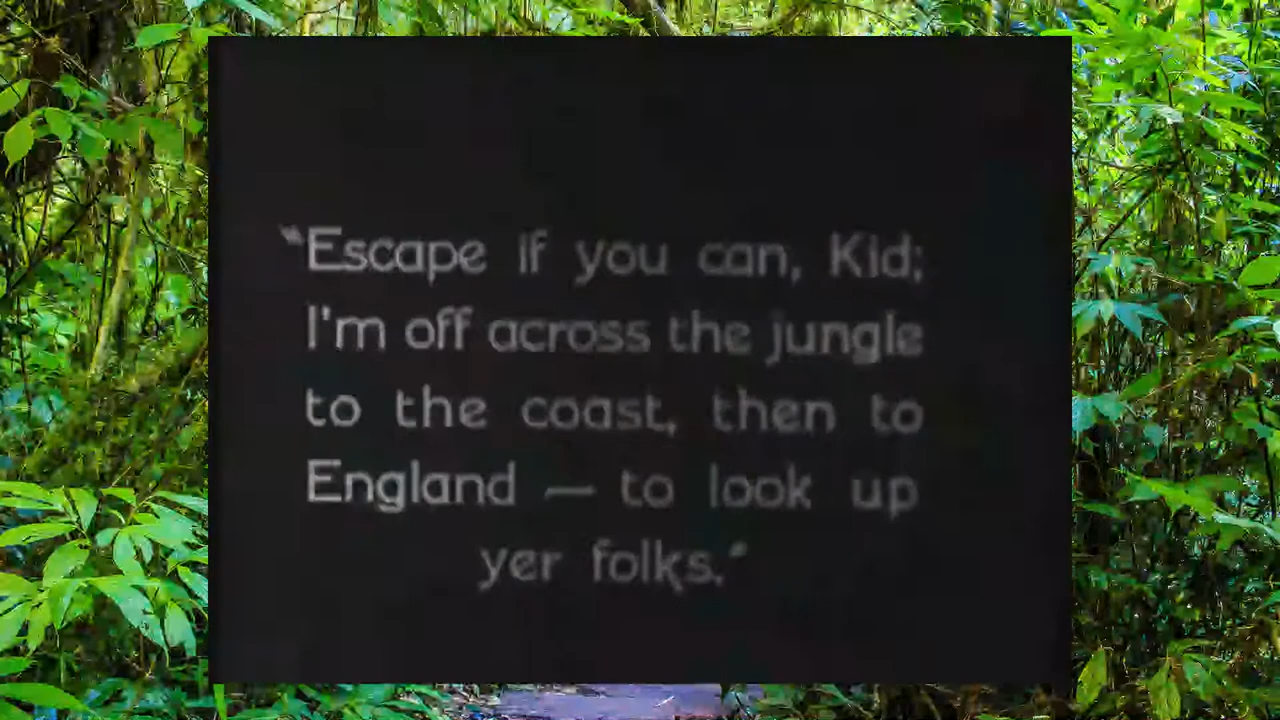 “Escape if you can, Kid;
I'm off across the jungle
to the coast, then to
England — to look up
yer folks.”